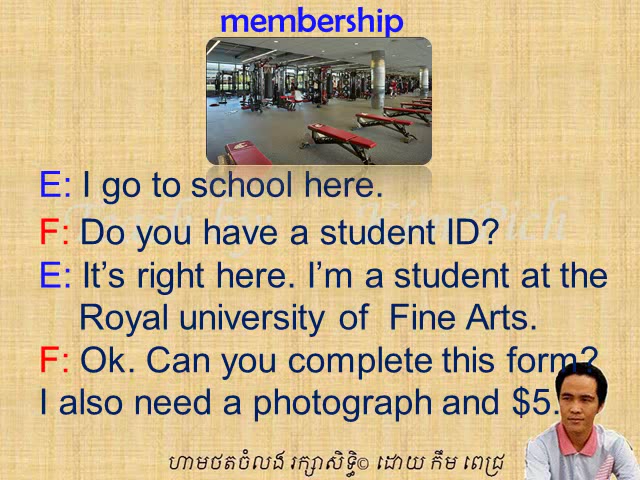 membership
E: I go to school here.
F: Do you have a student ID?
E: It’s right here. I’m a student at the
Royal university of Fine Arts.
F: Ok. Can you complete this form?
I also need a photograph and $5.
ហាមថតចំលង រក្សាសិទ្ធិ© ដោយ កឹម ពេជ្រ